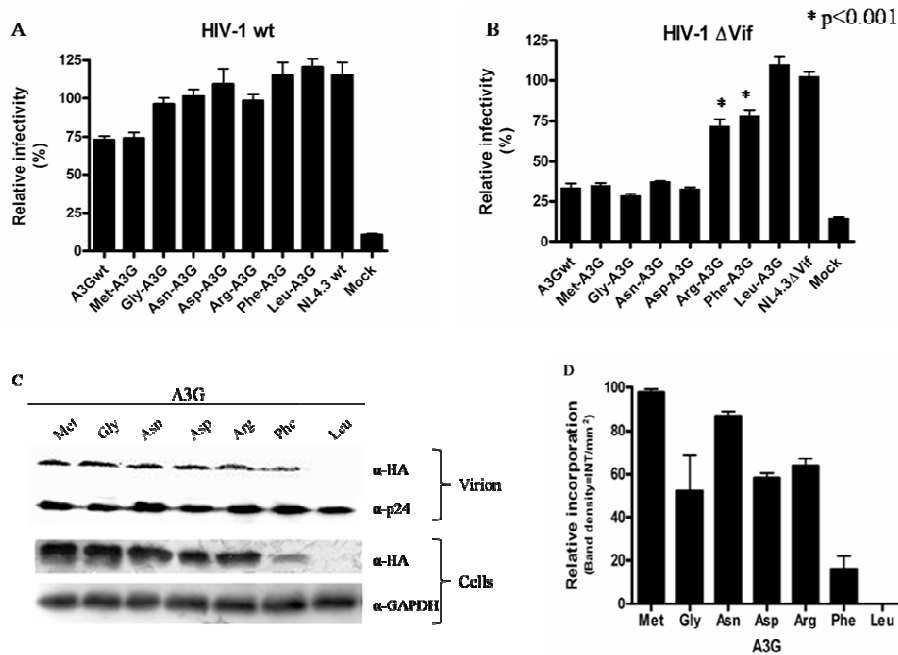 A
HIV-1 wt
Relative infectivity
(%)
125
100
75
50
25
0
A3Gwt
Met-A3G
Gly-A3G
Asn-A3G
Asp-A3G
Arg-A3G
Phe-A3G
Leu-A3G
NL4.3 wt
Mock
B
HIV-1 ΔVif
* p<0.001
Relative infectivity
(%)
125
100
75
50
25
0
*
*
A3Gwt
Met-A3G
Gly-A3G
Asn-A3G
Asp-A3G
Arg-A3G
Phe-A3G
Leu-A3G
NL4.3ΔVif
Mock
C
A3G
Met Gly Asn Asp Arg Phe Leu
α-HA
α-p24
Virion
α-HA
α-GAPDH
Cells
D
Relative incorporation
(Band density=INT/mm²)
100
80
60
40
20
0
Met Gly Asn Asp Arg Phe Leu
A3G